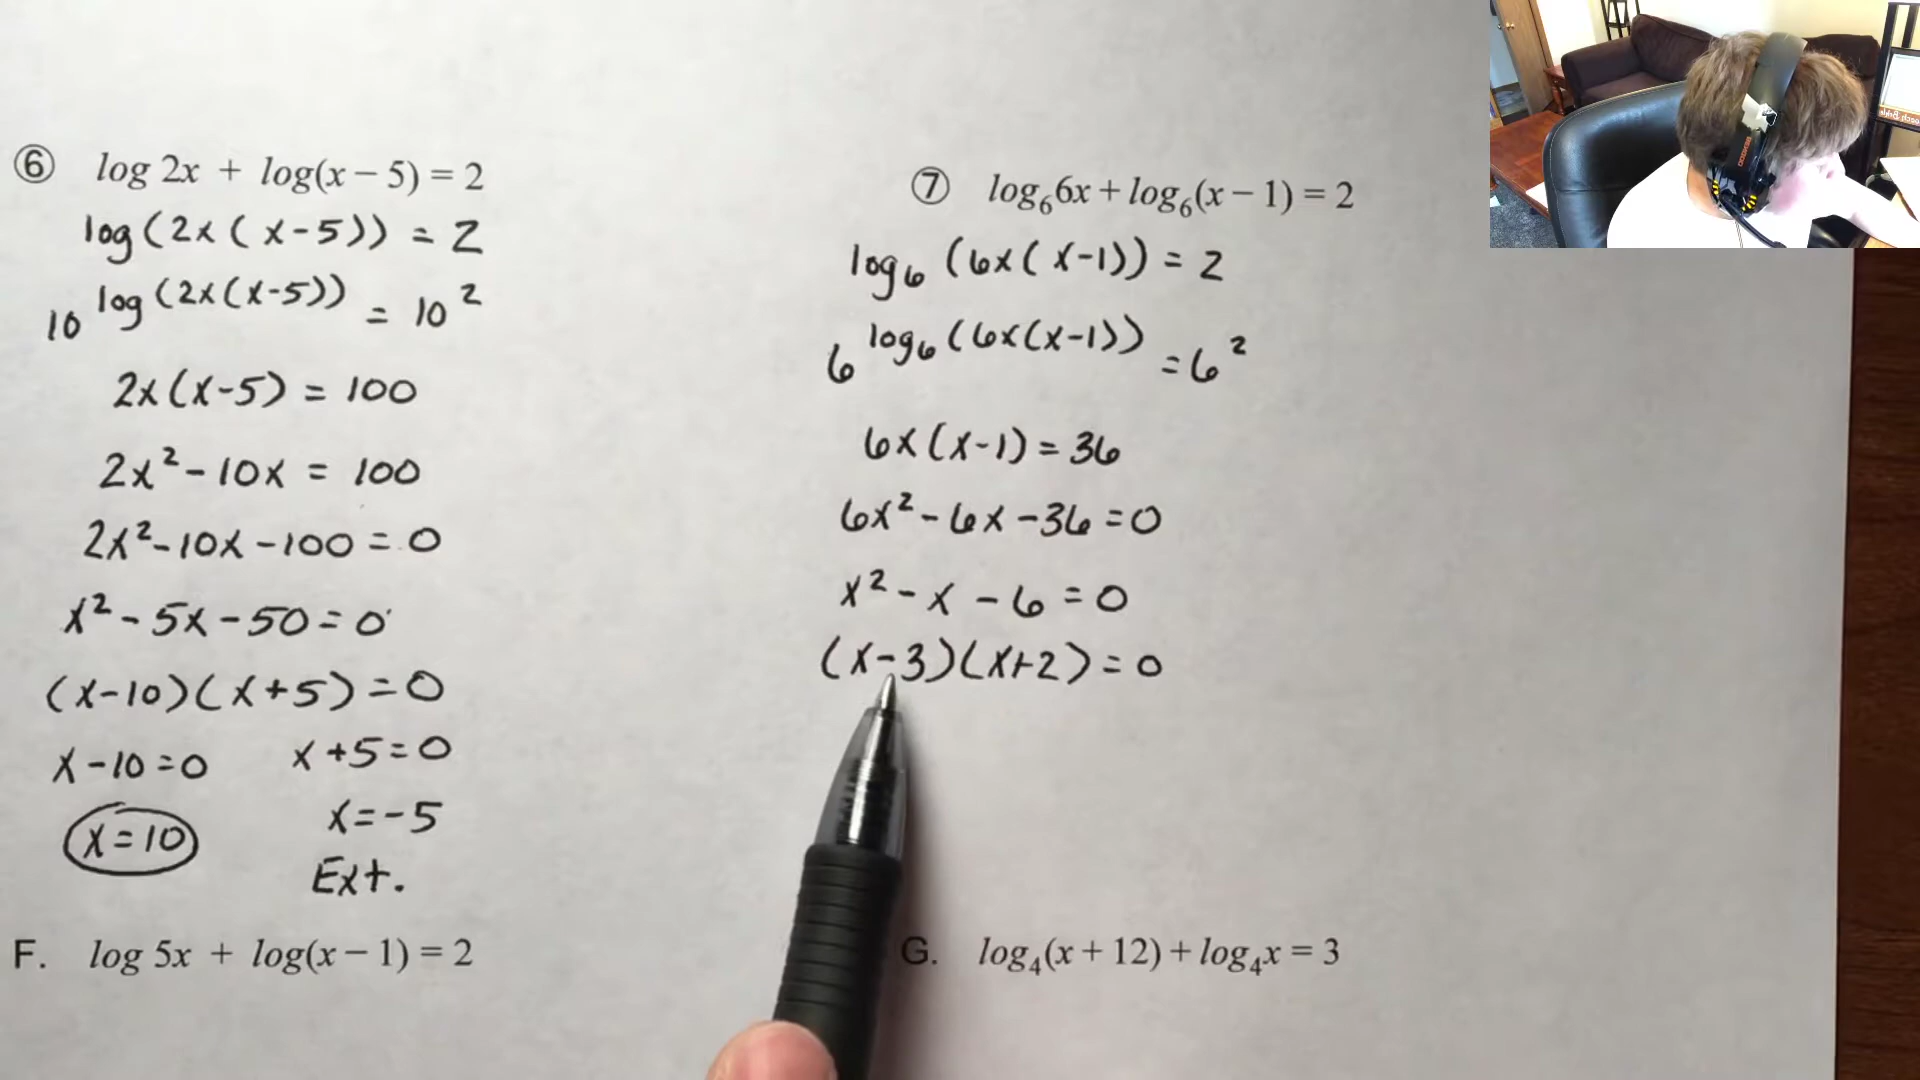 ⑥ log 2x + log(x − 5) = 2
log(2x(x-5)) = 2
10^log(2x(x-5)) = 10^2
2x(x-5) = 100
2x² - 10x = 100
2x² - 10x - 100 = 0
x² - 5x - 50 = 0
(x-10)(x+5) = 0
x-10=0 x+5=0
x=10 x=-5
Ext.
F. log 5x + log(x − 1) = 2
⑦ log₆6x + log₆(x − 1) = 2
log₆(6x(x-1)) = 2
6^log₆(6x(x-1)) = 6^2
6x(x-1) = 36
6x² - 6x - 36 = 0
x² - x - 6 = 0
(x-3)(x+2) = 0
G. log₄(x + 12) + log₄x = 3